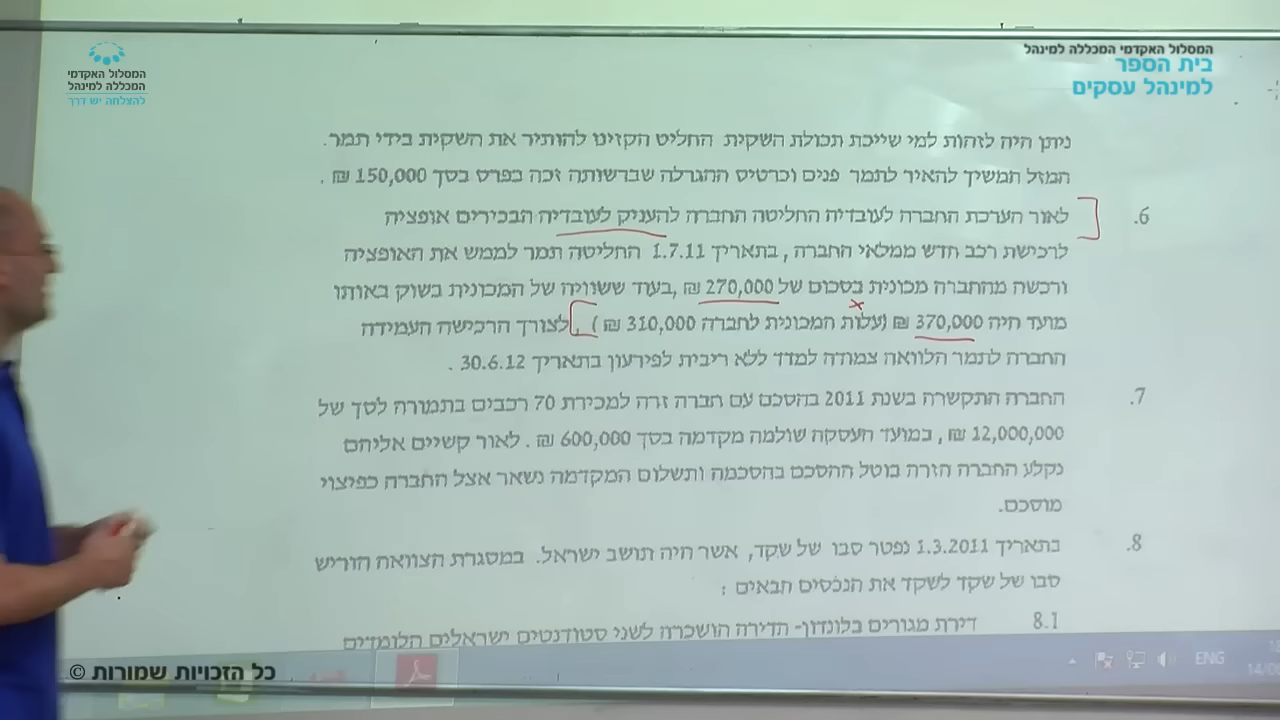 המסלול האקדמי המכללה למינהל
בית הספר
למינהל עסקים
המסלול האקדמי
המכללה למינהל
להצלחה יש דרך
ניתן היה לזהות למי שייכת תכולת השקית החליט הקזינו להותיר את השקית בידי תמר.
המזל תמשיך להאיר לתמר פנים וכרטיס ההגרלה שברשותה זכה בפרס בסך 150,000 ₪ .
6. לאור הערכת החברה לעובדיה החליטה החברה להעניק לעובדיה הבכירים אופציה
לרכישת רכב חדש ממלאי החברה , בתאריך 1.7.11 החליטה תמר לממש את האופציה
ורכשה מהחברה מכונית בסכום של 270,000 ₪ ,בעוד ששוויה של המכונית בשוק באותו
מועד היה 370,000 ₪ (עלות המכונית לחברה 310,000 ₪ ) , לצורך הרכישה העמידה
החברה לתמר הלוואה צמודה למדד ללא ריבית לפירעון בתאריך 30.6.12 .
7. החברה התקשרה בשנת 2011 בהסכם עם חברה זרה למכירת 70 רכבים בתמורה לסך של
12,000,000 ₪ , במועד העסקה שולמה מקדמה בסך 600,000 ₪ . לאור קשיים אליהם
נקלע החברה הזרה בוטל ההסכם בהסכמה ותשלום המקדמה נשאר אצל החברה כפיצוי
מוסכם.
8. בתאריך 1.3.2011 נפטר סבו של שקד, אשר היה תושב ישראל. במסגרת הצוואה הוריש
סבו של שקד לשקד את הנכסים הבאים :
8.1 דירת מגורים בלונדון- הדירה הושכרה לשני סטודנטים ישראלים הלומדים
ENG
כל הזכויות שמורות ©